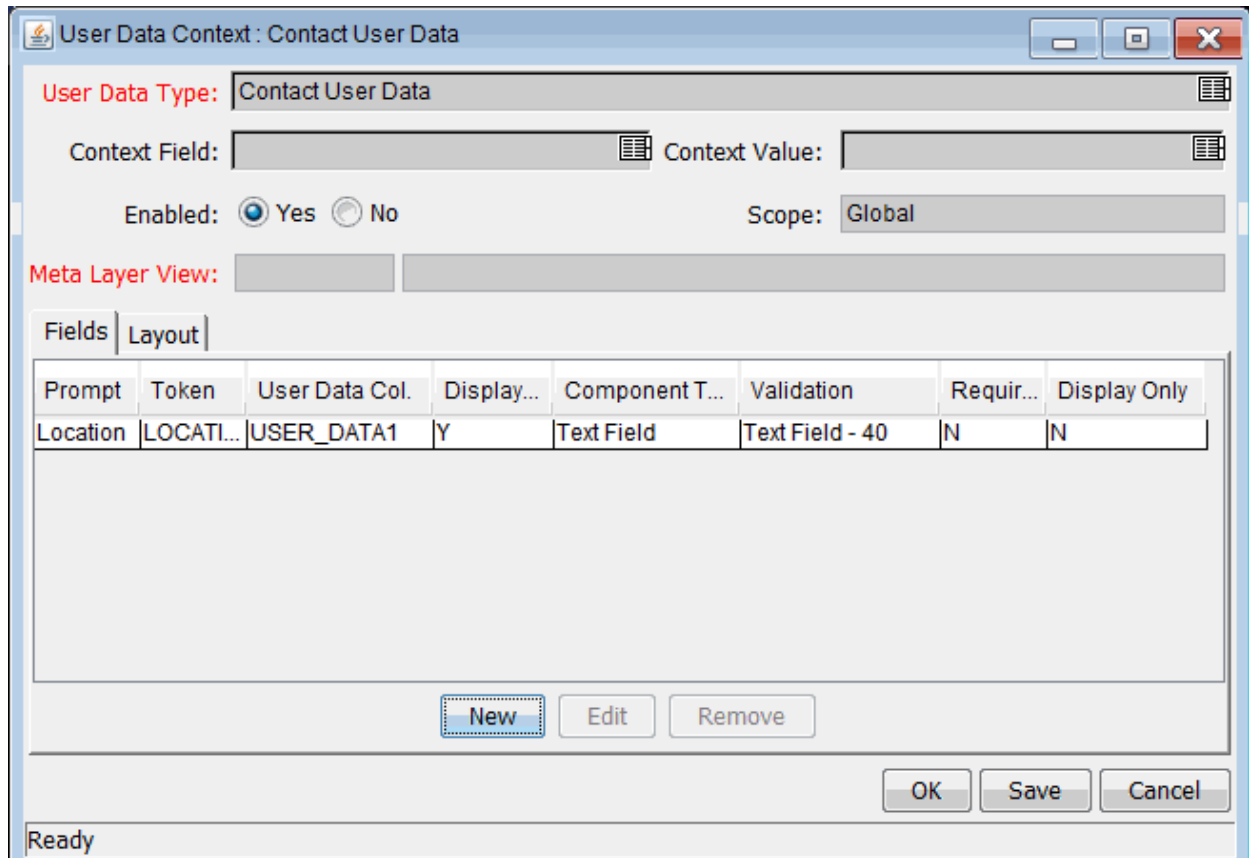 User Data Context : Contact User Data
User Data Type: Contact User Data
Context Field: Context Value:
Enabled: Yes No Scope: Global
Meta Layer View:
Fields Layout
Prompt Token User Data Col. Display... Component T... Validation Requir... Display Only
Location LOCATI... USER_DATA1 Y Text Field Text Field - 40 N N
New Edit Remove
OK Save Cancel
Ready